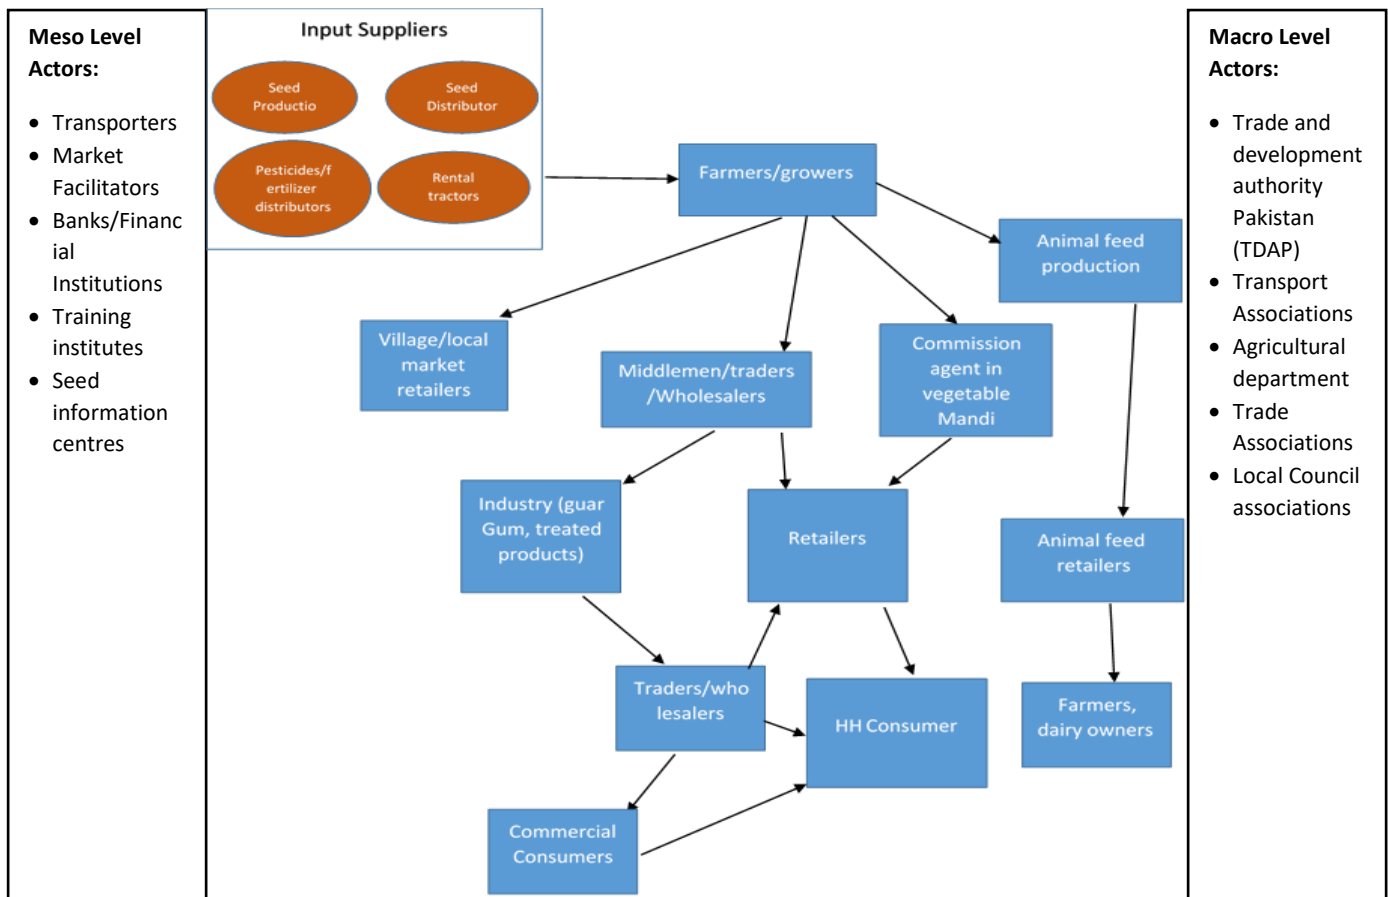 Meso Level
Actors:
• Transporters
• Market
Facilitators
• Banks/Financ
ial
Institutions
• Training
institutes
• Seed
information
centres
Input Suppliers
Seed
Productio
Seed
Distributor
Pesticides/f
ertilizer
distributors
Rental
tractors
Farmers/growers
Animal feed
production
Village/local
market
retailers
Middlemen/traders
/Wholesalers
Commission
agent in
vegetable
Mandi
Industry (guar
Gum, treated
products)
Retailers
Animal feed
retailers
Traders/who
lesalers
HH Consumer
Farmers,
dairy owners
Commercial
Consumers
Macro Level
Actors:
• Trade and
development
authority
Pakistan
(TDAP)
• Transport
Associations
• Agricultural
department
• Trade
Associations
• Local Council
associations